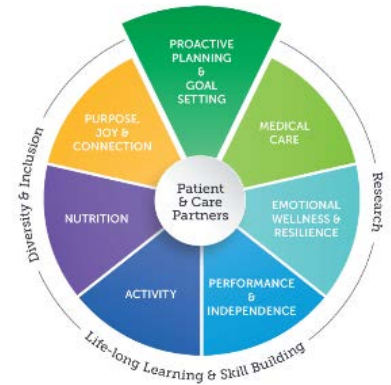 PROACTIVE
PLANNING
&
GOAL
SETTING
MEDICAL
CARE
EMOTIONAL
WELLNESS &
RESILIENCE
PERFORMANCE
&
INDEPENDENCE
ACTIVITY
NUTRITION
PURPOSE,
JOY &
CONNECTION
Patient
& Care
Partners
Diversity & Inclusion
Research
Life-long Learning & Skill Building